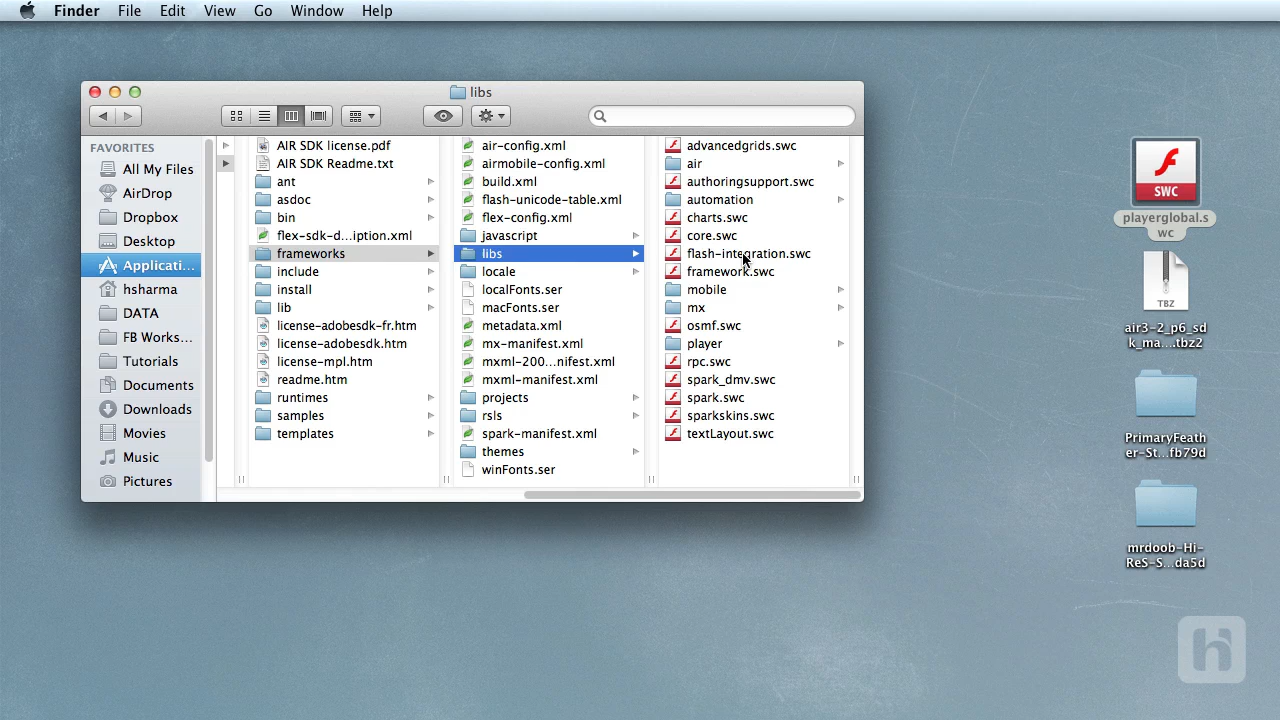 Finder File Edit View Go Window Help
libs
FAVORITES
All My Files
AirDrop
Dropbox
Desktop
Applicati...
hsharma
DATA
FB Works...
Tutorials
Documents
Downloads
Movies
Music
Pictures
AIR SDK license.pdf
AIR SDK Readme.txt
ant
asdoc
bin
flex-sdk-d...iption.xml
frameworks
include
install
lib
license-adobesdk-fr.htm
license-adobesdk.htm
license-mpl.htm
readme.htm
runtimes
samples
templates
air-config.xml
airmobile-config.xml
build.xml
flash-unicode-table.xml
flex-config.xml
javascript
libs
locale
localFonts.ser
macFonts.ser
metadata.xml
mx-manifest.xml
mxml-200...nifest.xml
mxml-manifest.xml
projects
rsls
spark-manifest.xml
themes
winFonts.ser
advancedgrids.swc
air
authoringsupport.swc
automation
charts.swc
core.swc
flash-integration.swc
framework.swc
mobile
mx
osmf.swc
player
rpc.swc
spark_dmv.swc
spark.swc
sparkskins.swc
textLayout.swc
SWC
playerglobal.s
wc
TBZ
air3-2_p6_sd
k_ma....tbz2
PrimaryFeath
er-St...fb79d
mrdoob-Hi-
ReS-S...da5d
h